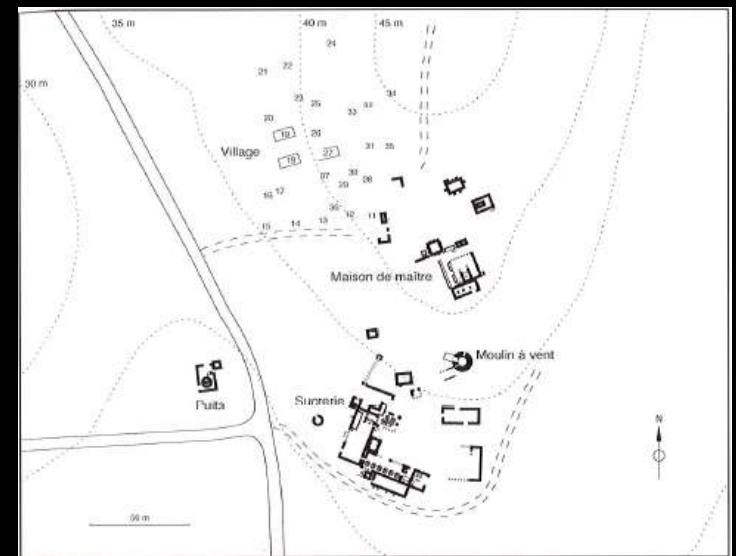 35 m
40 m
45 m
30 m
24
22
21
23
25
34
33
20
26
19
Village
27
31
35
18
30
28
29
16
17
36
15
14
13
12
11
Maison de maître
Moulin à vent
Sucrerie
Puits
N
50 m